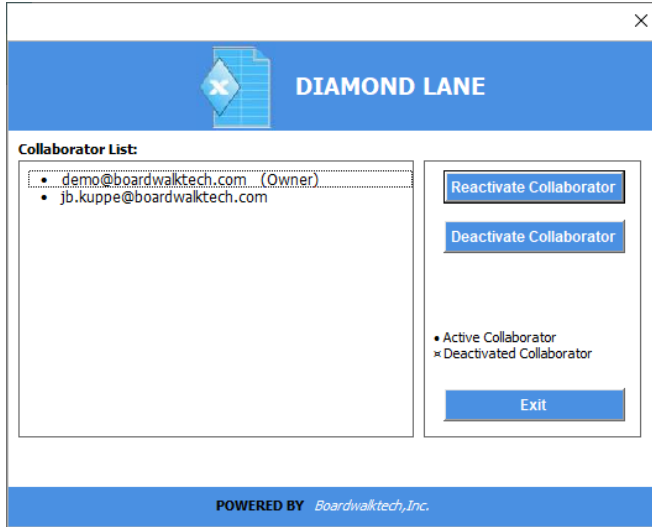 DIAMOND LANE
Collaborator List:
• demo@boardwalktech.com (Owner)
• jb.kuppe@boardwalktech.com
Reactivate Collaborator
Deactivate Collaborator
• Active Collaborator
¤ Deactivated Collaborator
Exit
POWERED BY Boardwalktech,Inc.